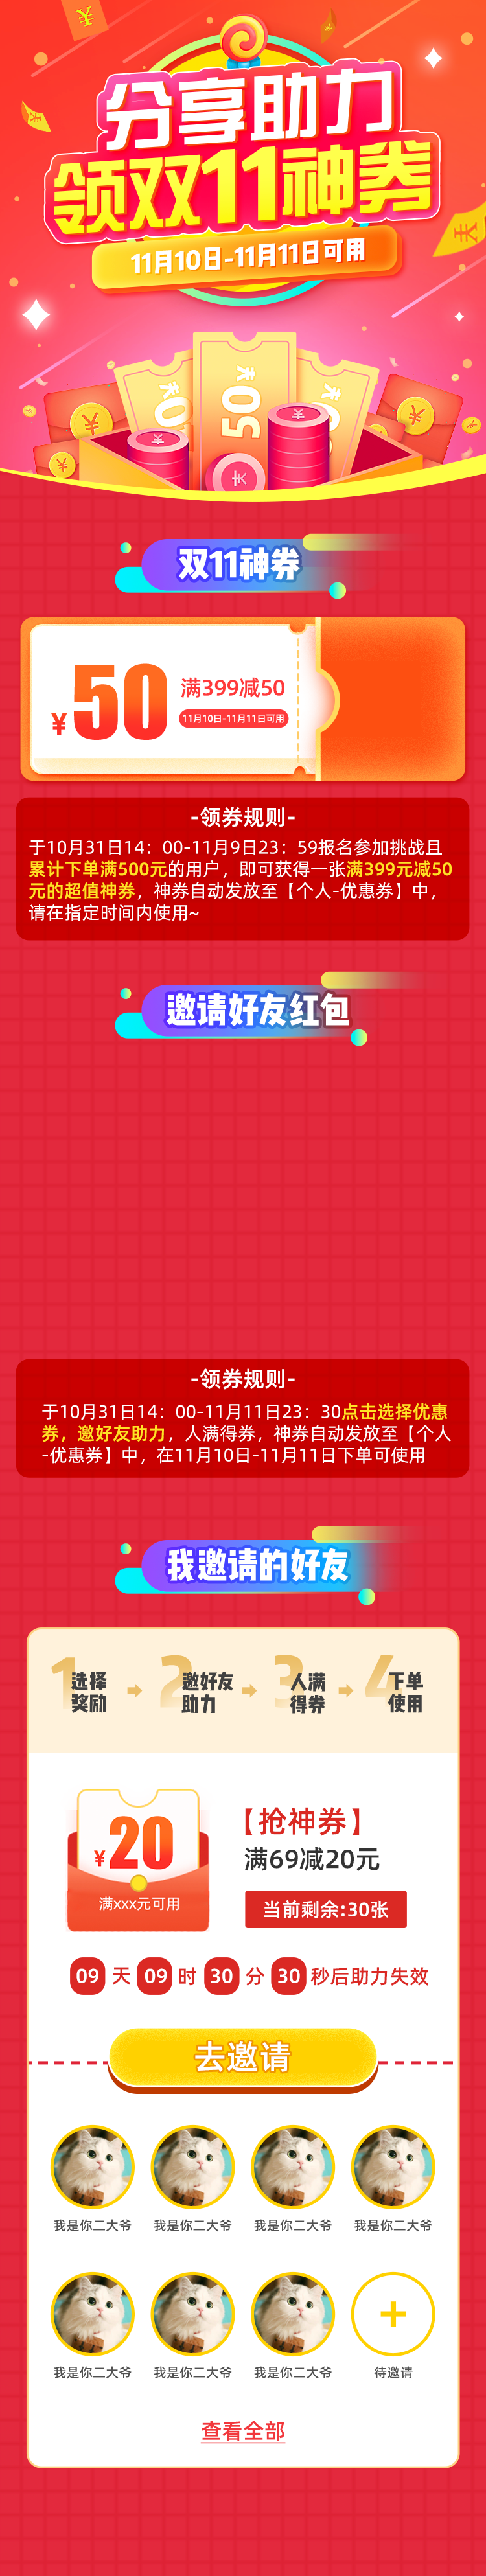 分享助力
领双11神券
11月10日-11月11日可用
50元
双11神券
¥50
满399减50
11月10日-11月11日可用
-领券规则-
于10月31日14：00-11月9日23：59报名参加挑战且
累计下单满500元的用户，即可获得一张满399元减50
元的超值神券，神券自动发放至【个人-优惠券】中，
请在指定时间内使用~
邀请好友红包
-领券规则-
于10月31日14：00-11月11日23：30点击选择优惠
券，邀好友助力，人满得券，神券自动发放至【个人
-优惠券】中，在11月10日-11月11日下单可使用
我邀请的好友
1 选择奖励
2 邀好友助力
3 人满得券
4 下单使用
¥20
满xxx元可用
【抢神券】
满69减20元
当前剩余:30张
09 天 09 时 30 分 30 秒后助力失效
去邀请
我是你二大爷 我是你二大爷 我是你二大爷 我是你二大爷
我是你二大爷 我是你二大爷 我是你二大爷 待邀请
查看全部